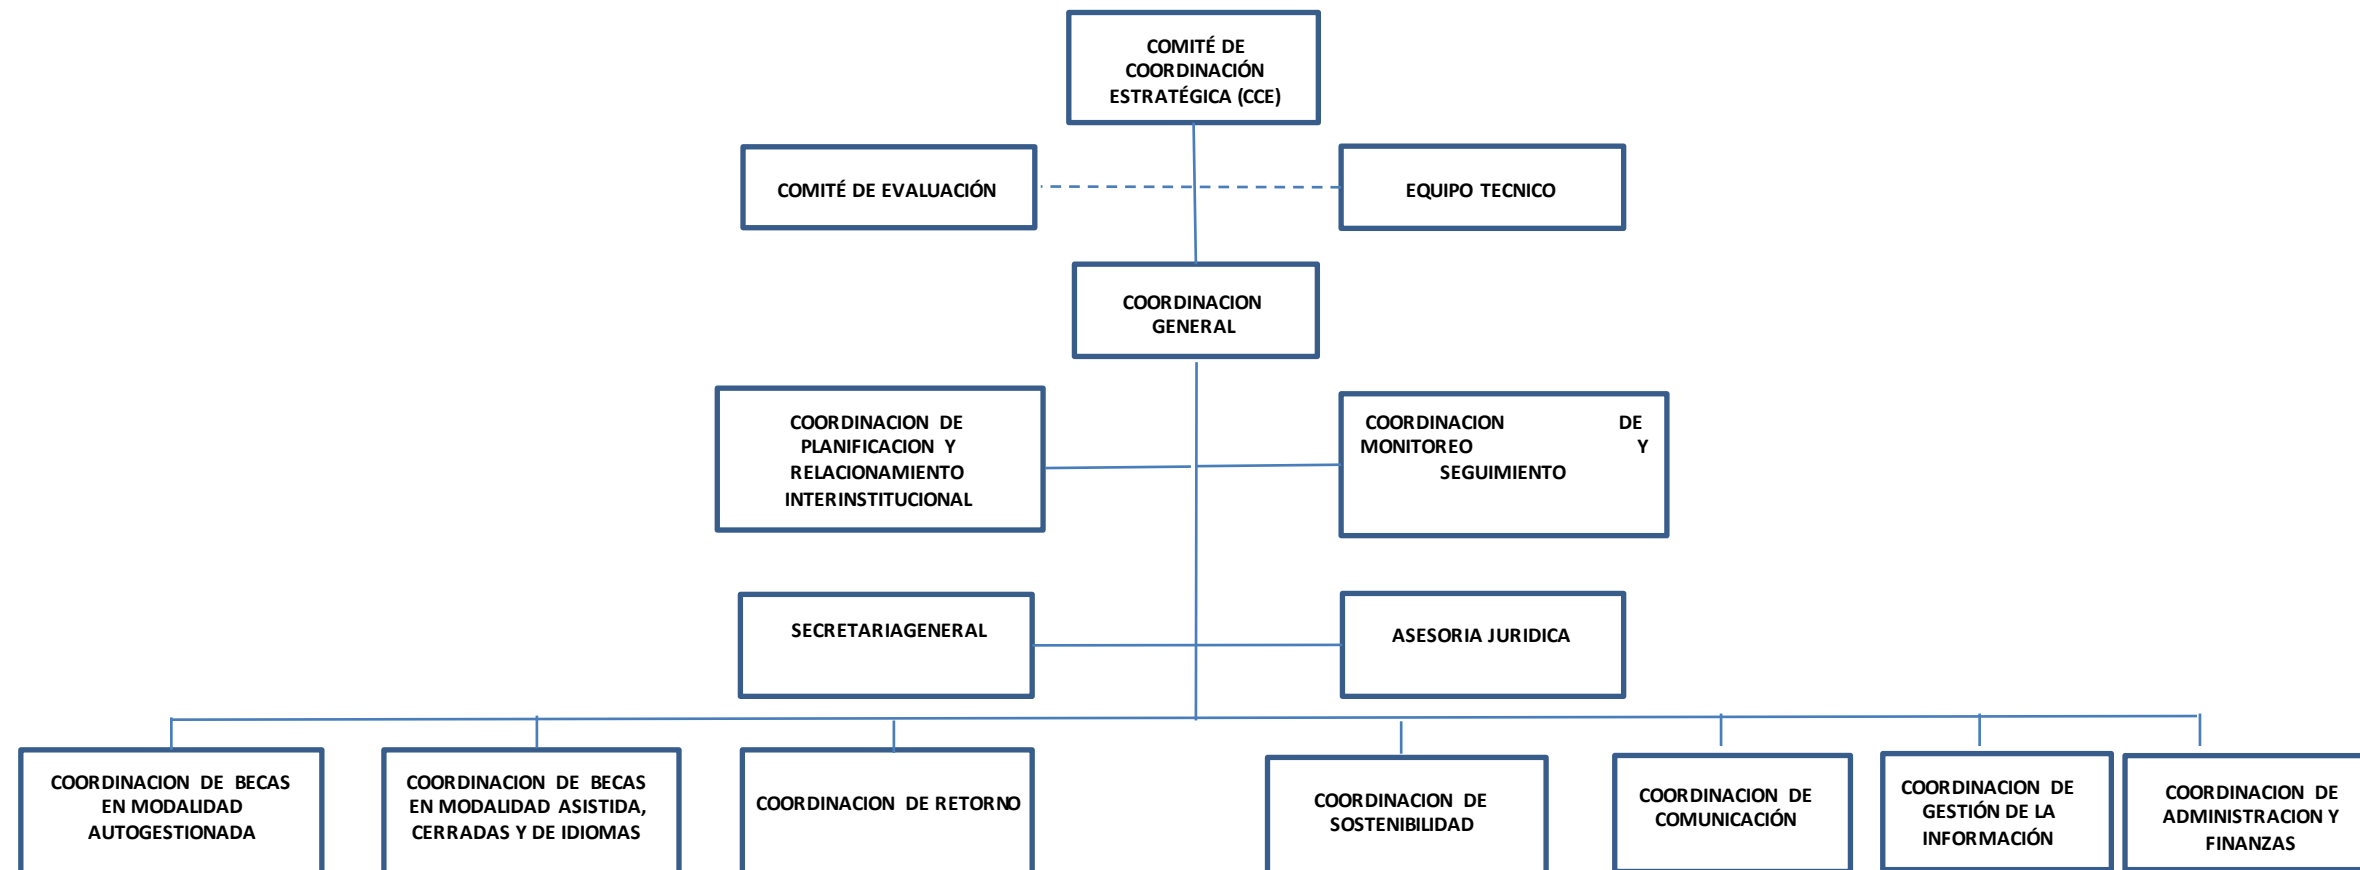 COMITÉ DE
COORDINACIÓN
ESTRATÉGICA (CCE)
COMITÉ DE EVALUACIÓN
EQUIPO TECNICO
COORDINACION
GENERAL
COORDINACION DE
PLANIFICACION Y
RELACIONAMIENTO
INTERINSTITUCIONAL
COORDINACION DE
MONITOREO Y
SEGUIMIENTO
SECRETARIAGENERAL
ASESORIA JURIDICA
COORDINACION DE BECAS
EN MODALIDAD
AUTOGESTIONADA
COORDINACION DE BECAS
EN MODALIDAD ASISTIDA,
CERRADAS Y DE IDIOMAS
COORDINACION DE RETORNO
COORDINACION DE
SOSTENIBILIDAD
COORDINACION DE
COMUNICACIÓN
COORDINACION DE
GESTIÓN DE LA
INFORMACIÓN
COORDINACION DE
ADMINISTRACION Y
FINANZAS